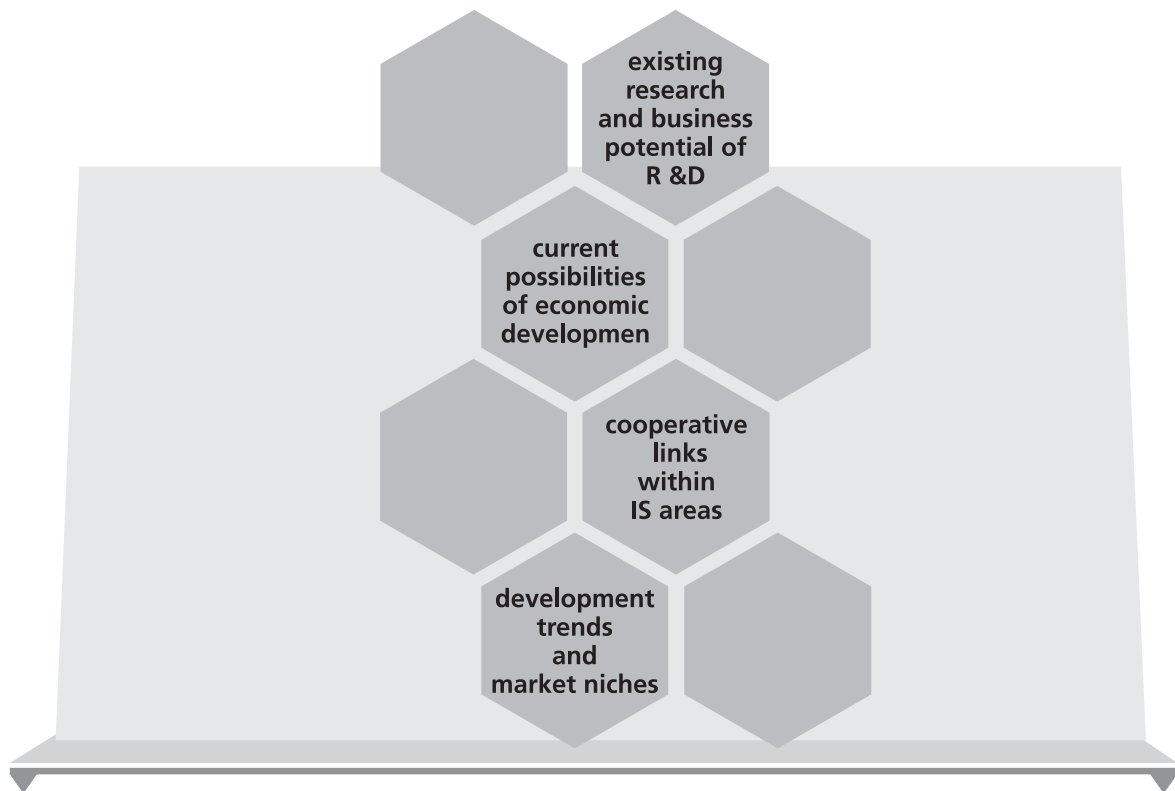 existing
research
and business
potential of
R &D
current
possibilities
of economic
developmen
cooperative
links
within
IS areas
development
trends
and
market niches